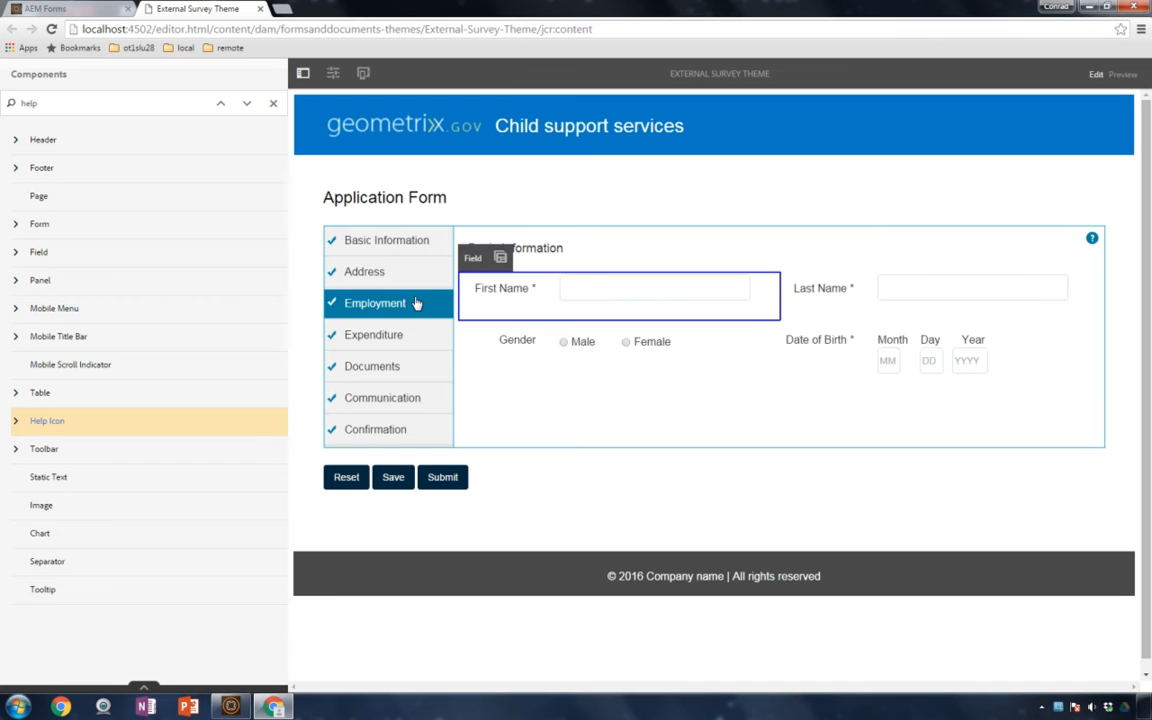 AEM Forms
External Survey Theme
Conrad
localhost:4502/editor.html/content/dam/formsanddocuments-themes/External-Survey-Theme/jcr:content
Apps
Bookmarks
ot1slu28
local
remote
Components
EXTERNAL SURVEY THEME
Edit
Preview
help
Header
Footer
Page
Form
Field
Panel
Mobile Menu
Mobile Title Bar
Mobile Scroll Indicator
Table
Help Icon
Toolbar
Static Text
Image
Chart
Separator
Tooltip
geometrixx.GOV
Child support services
Application Form
Basic Information
Address
Employment
Expenditure
Documents
Communication
Confirmation
ormation
?
Field
First Name *
Last Name *
Gender
Male
Female
Date of Birth *
Month
Day
Year
MM
DD
YYYY
Reset
Save
Submit
© 2016 Company name | All rights reserved